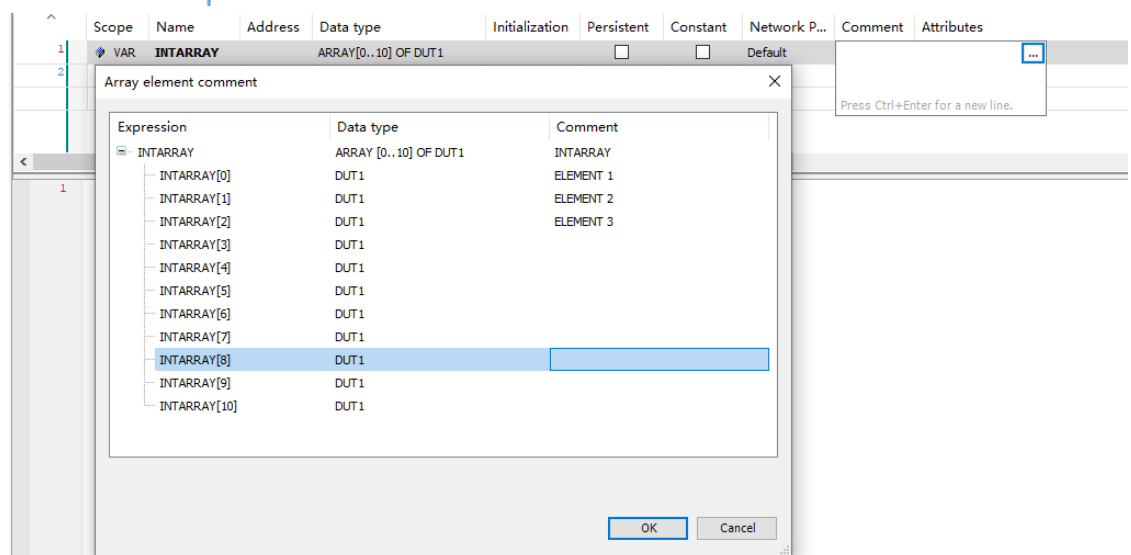 Scope Name Address Data type Initialization Persistent Constant Network P... Comment Attributes
1 VAR INTARRAY ARRAY[0..10] OF DUT1 Default ...
2
Press Ctrl+Enter for a new line.
Array element comment
Expression Data type Comment
INTARRAY ARRAY [0..10] OF DUT1 INTARRAY
INTARRAY[0] DUT1 ELEMENT 1
INTARRAY[1] DUT1 ELEMENT 2
INTARRAY[2] DUT1 ELEMENT 3
INTARRAY[3] DUT1
INTARRAY[4] DUT1
INTARRAY[5] DUT1
INTARRAY[6] DUT1
INTARRAY[7] DUT1
INTARRAY[8] DUT1
INTARRAY[9] DUT1
INTARRAY[10] DUT1
1
OK Cancel